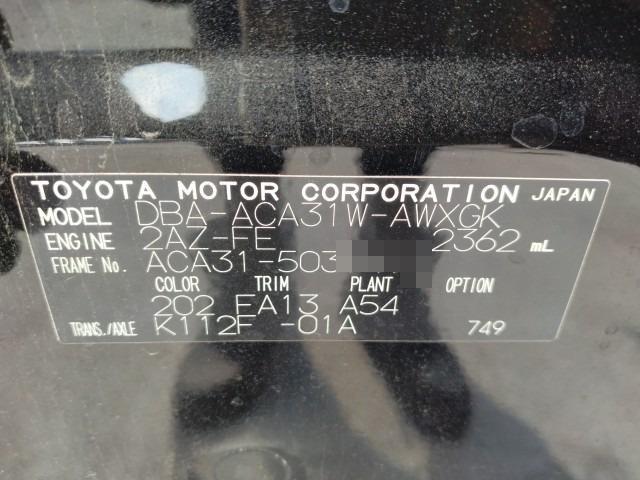 TOYOTA MOTOR CORPORATION JAPAN
MODEL DBA-ACA31W-AWXGK
ENGINE 2AZ-FE 2362 mL
FRAME No. ACA31-503
COLOR TRIM PLANT OPTION
202 FA13 A54
TRANS./AXLE K112F -01A 749